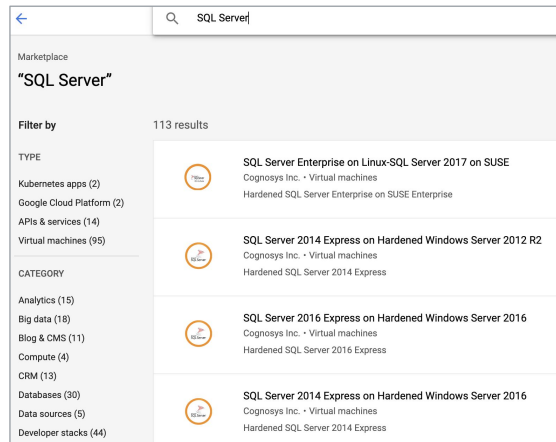 SQL Server
Marketplace
“SQL Server”
Filter by
113 results
TYPE
Kubernetes apps (2)
Google Cloud Platform (2)
APIs & services (14)
Virtual machines (95)
CATEGORY
Analytics (15)
Big data (18)
Blog & CMS (11)
Compute (4)
CRM (13)
Databases (30)
Data sources (5)
Developer stacks (44)
SQL Server Enterprise on Linux-SQL Server 2017 on SUSE
Cognosys Inc. • Virtual machines
Hardened SQL Server Enterprise on SUSE Enterprise
SQL Server 2014 Express on Hardened Windows Server 2012 R2
Cognosys Inc. • Virtual machines
Hardened SQL Server 2014 Express
SQL Server 2016 Express on Hardened Windows Server 2016
Cognosys Inc. • Virtual machines
Hardened SQL Server 2016 Express
SQL Server 2014 Express on Hardened Windows Server 2016
Cognosys Inc. • Virtual machines
Hardened SQL Server 2014 Express